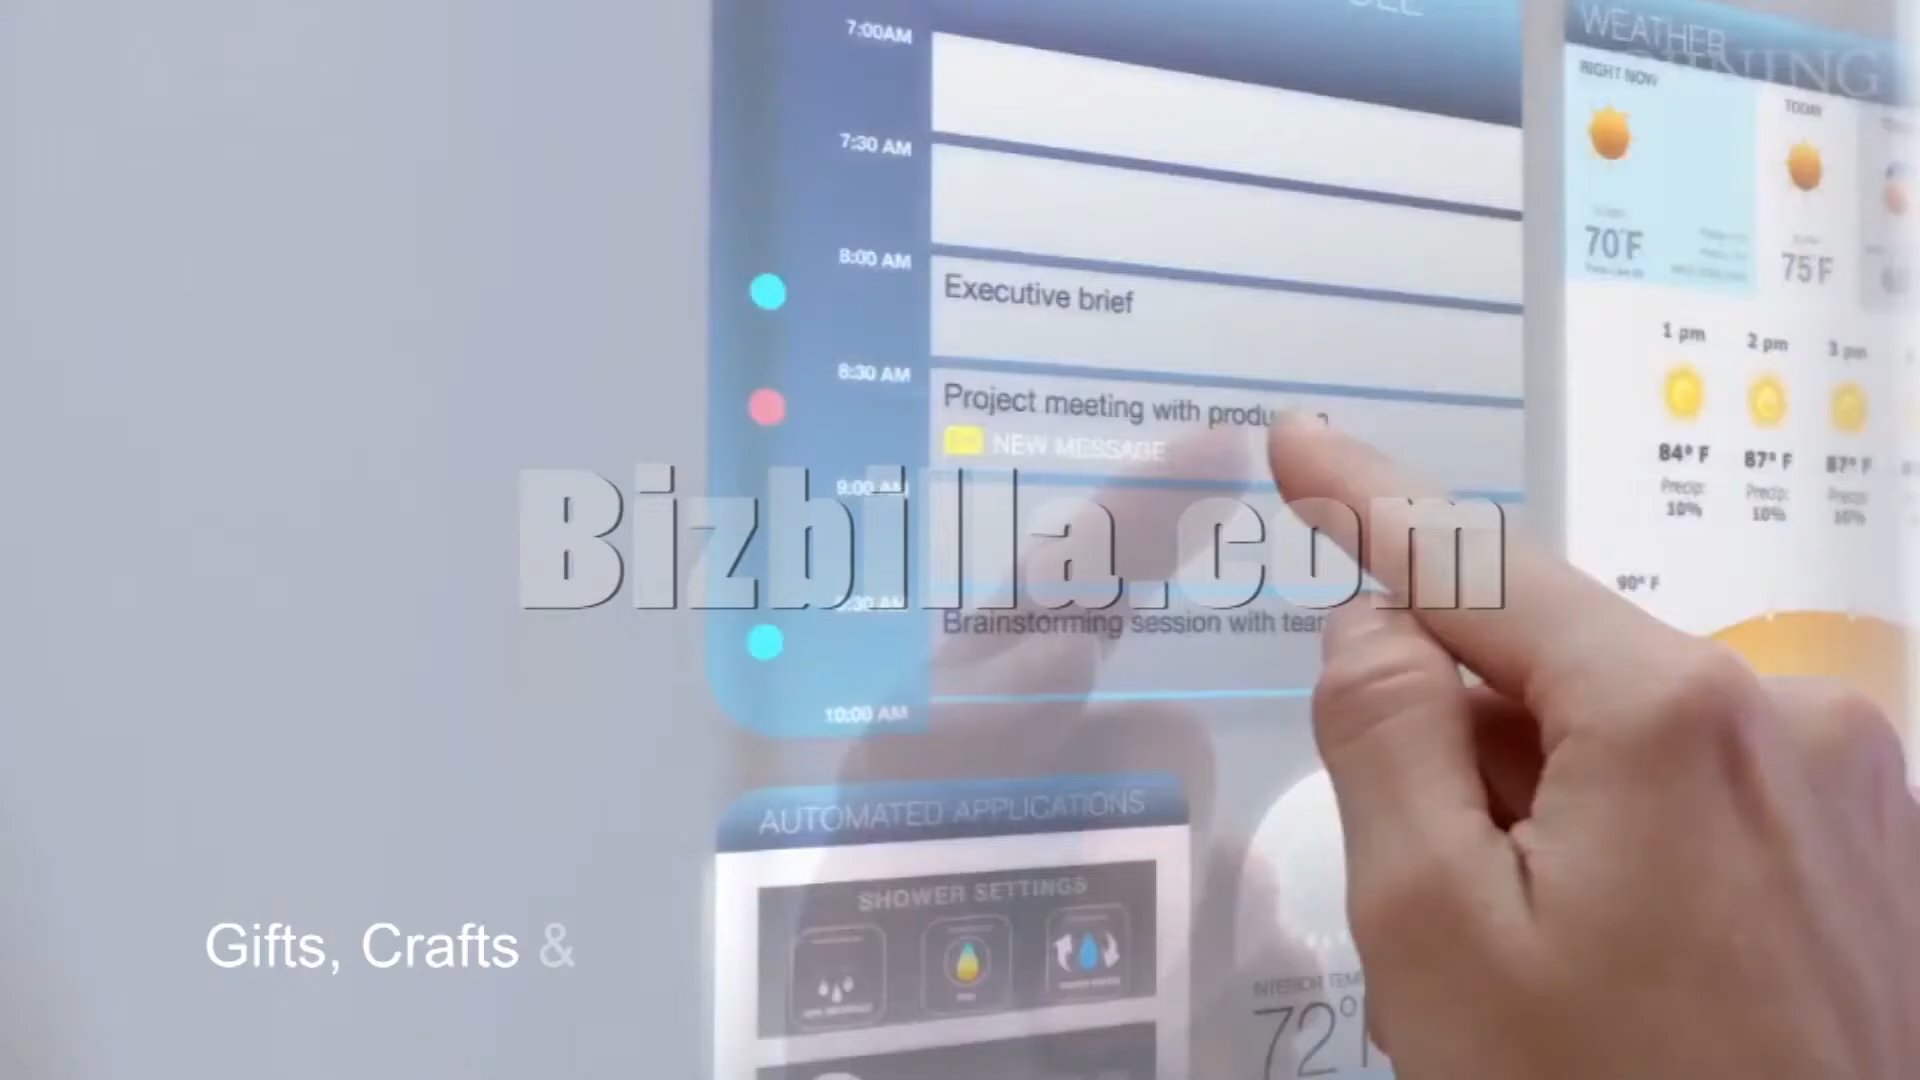 7:00AM
7:30 AM
8:00 AM
Executive brief
8:30 AM
Project meeting with
NEW MESSAGE
9:00 AM
Bizbilla.com
Brainstorming session with
10:00 AM
AUTOMATED APPLICATIONS
SHOWER SETTINGS
Gifts, Crafts &
WEATHER
RIGHT NOW
TODAY
70°F
75°F
1 pm 2 pm 3 pm
84° F 87° F 87° F
Precip: Precip: Precip:
10% 10% 10%
90° F
INTERIOR
72°